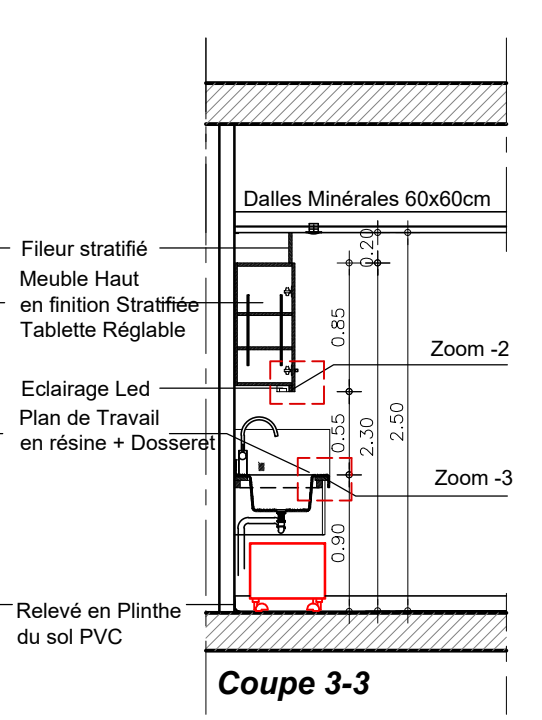 Dalles Minérales 60x60cm
Fileur stratifié
0.20
Meuble Haut
en finition Stratifiée
Tablette Réglable
0.85
Zoom -2
Eclairage Led
Plan de Travail
en résine + Dosseret
0.55
2.30
2.50
Zoom -3
0.90
Relevé en Plinthe
du sol PVC
Coupe 3-3